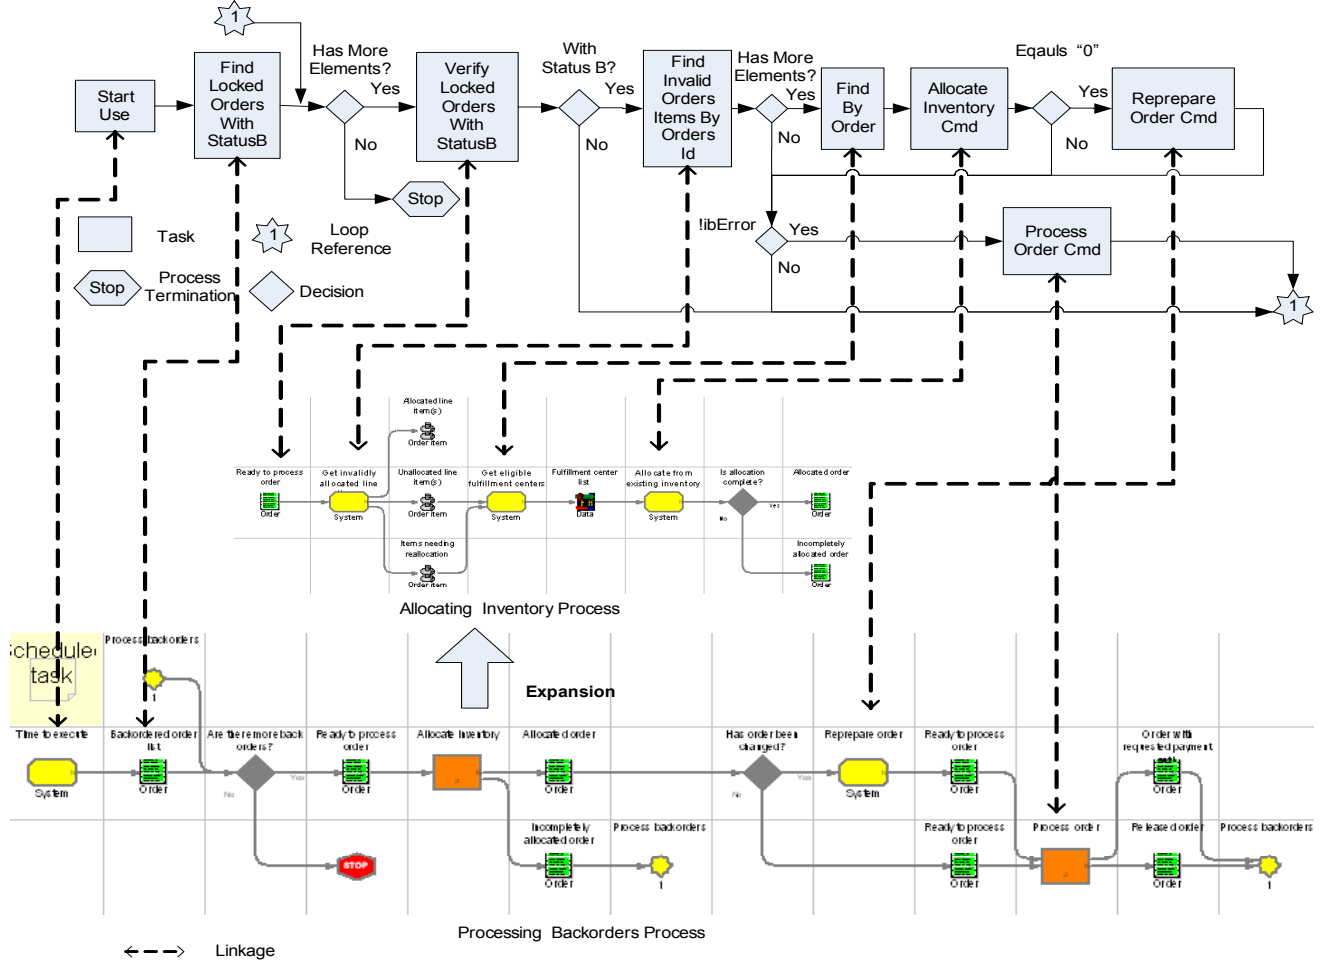 1
Has More
Elements?
With
Status B?
Has More
Elements?
Eqauls "0"
Start
Use
Find
Locked
Orders
With
StatusB
Yes
No
Verify
Locked
Orders
With
StatusB
Yes
No
Find
Invalid
Orders
Items By
Orders
Id
Yes
No
Find
By
Order
Allocate
Inventory
Cmd
Yes
No
Reprepare
Order Cmd
Stop
!ibError
Yes
No
Process
Order Cmd
1
Task
1
Loop
Reference
Stop
Process
Termination
Decision
Allocated line
item(s)
Order item
Ready to process
order
Order
Get invalidly
allocated line
System
Unallocated line
item(s)
Order item
Get eligible
fulfillment centers
System
Fulfillment center
list
Data
Allocate from
existing inventory
System
Is allocation
complete?
Yes
No
Allocated order
Order
Items needing
reallocation
Order item
Incompletely
allocated order
Order
Allocating Inventory Process
Expansion
task
Process backorders
1
Time to execute
System
Backordered order
list
Order
Are there more back
orders?
Yes
No
STOP
Ready to process
order
Order
Allocate Inventory
Allocated order
Order
Incompletely
allocated order
Order
Process backorders
1
Has order been
changed?
Yes
No
Reprepare order
System
Ready to process
order
Order
Ready to process
order
Order
Process order
Order with
requested payment
Order
Released order
Order
Process backorders
1
Processing Backorders Process
Linkage